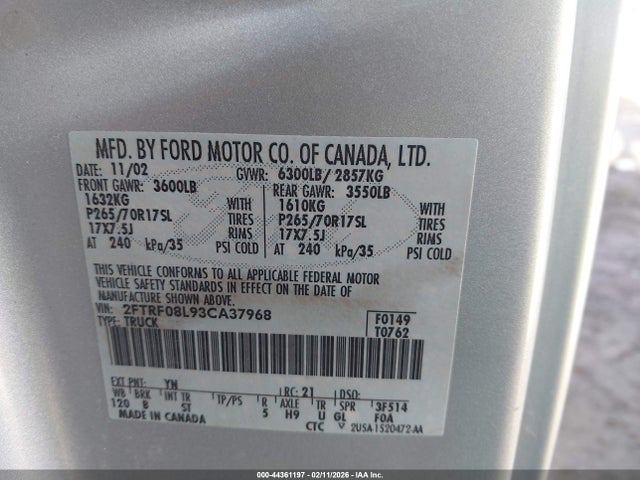 MFD. BY FORD MOTOR CO. OF CANADA, LTD.
DATE: 11/02 GVWR: 6300LB/ 2857KG
FRONT GAWR: 3600LB REAR GAWR: 3550LB
1632KG WITH 1610KG WITH
P265/70R17SL TIRES P265/70R17SL TIRES
17X7.5J RIMS 17X7.5J RIMS
AT 240 kPa/35 PSI COLD AT 240 kPa/35 PSI COLD
THIS VEHICLE CONFORMS TO ALL APPLICABLE FEDERAL MOTOR
VEHICLE SAFETY STANDARDS IN EFFECT ON THE DATE OF
MANUFACTURE SHOWN ABOVE.
VIN: 2FTRF08L93CA37968 F0149
TYPE: TRUCK T0762
EXT PNT: YN RC: 21 DSO:
WB BRK INT TR TP/PS R AXLE TR SPR 3F514
120 B ST 5 H9 U GL F0A
MADE IN CANADA CTC 2USA 1520472-AA
000-44361197 - 02/11/2026 - IAAI.com